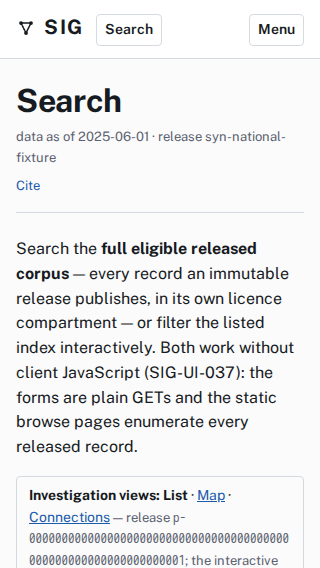 SIG Search Menu
Search
data as of 2025-06-01 · release syn-national-
fixture
Cite
Search the full eligible released
corpus — every record an immutable
release publishes, in its own licence
compartment — or filter the listed
index interactively. Both work without
client JavaScript (SIG-UI-037): the
forms are plain GETs and the static
browse pages enumerate every
released record.
Investigation views: List · Map ·
Connections — release p-
0000000000000000000000000000000000000000
000000000000000000000001; the interactive